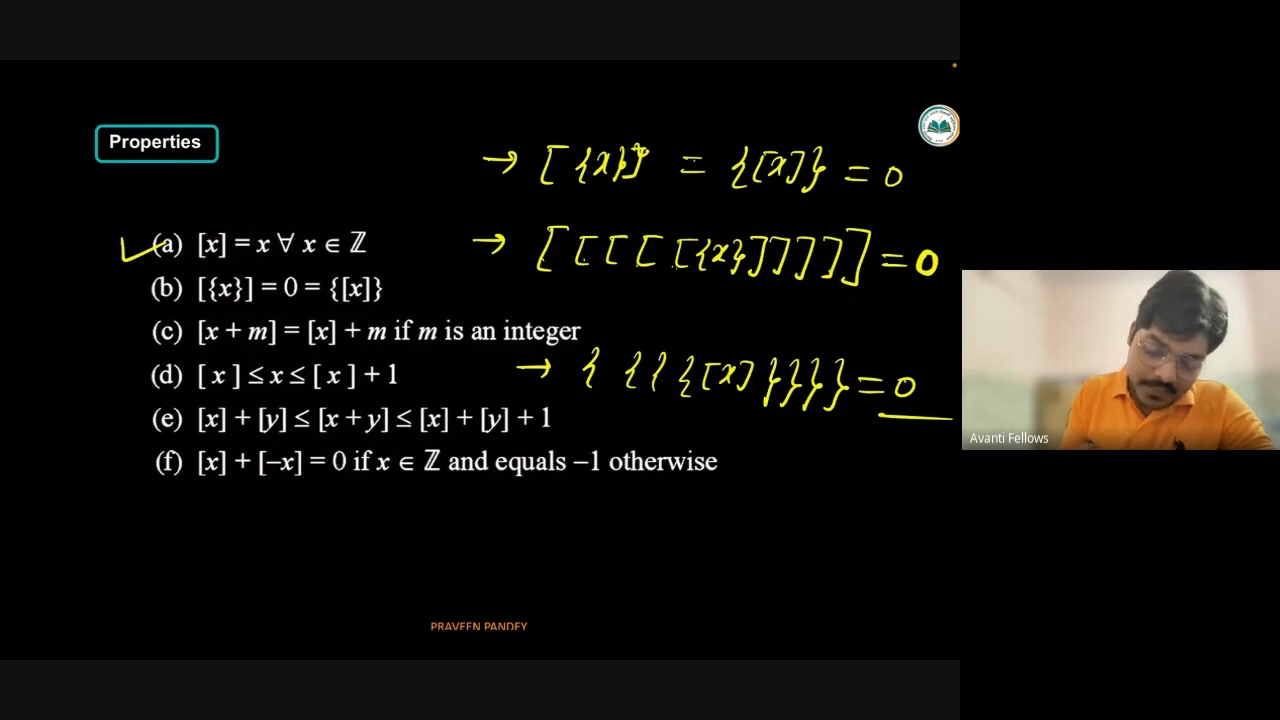 Properties
→ [{x}] = {[x]} = 0
(a) [x] = x ∀ x ∈ ℤ
→ [[[[[{x}]]]]] = 0
(b) [{x}] = 0 = {[x]}
(c) [x + m] = [x] + m if m is an integer
(d) [ x ] ≤ x ≤ [ x ] + 1
→ {{{{[x]}}}} = 0
(e) [x] + [y] ≤ [x + y] ≤ [x] + [y] + 1
(f) [x] + [–x] = 0 if x ∈ ℤ and equals –1 otherwise
Avanti Fellows
PRAVEEN PANDEY